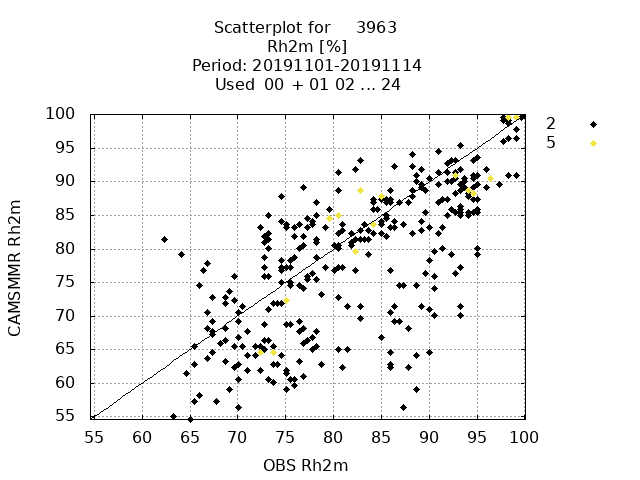 Scatterplot for 3963
Rh2m [%]
Period: 20191101-20191114
Used 00 + 01 02 ... 24
100
95
90
85
80
75
70
65
60
55
CAMSMMR Rh2m
2
5
55 60 65 70 75 80 85 90 95 100
OBS Rh2m